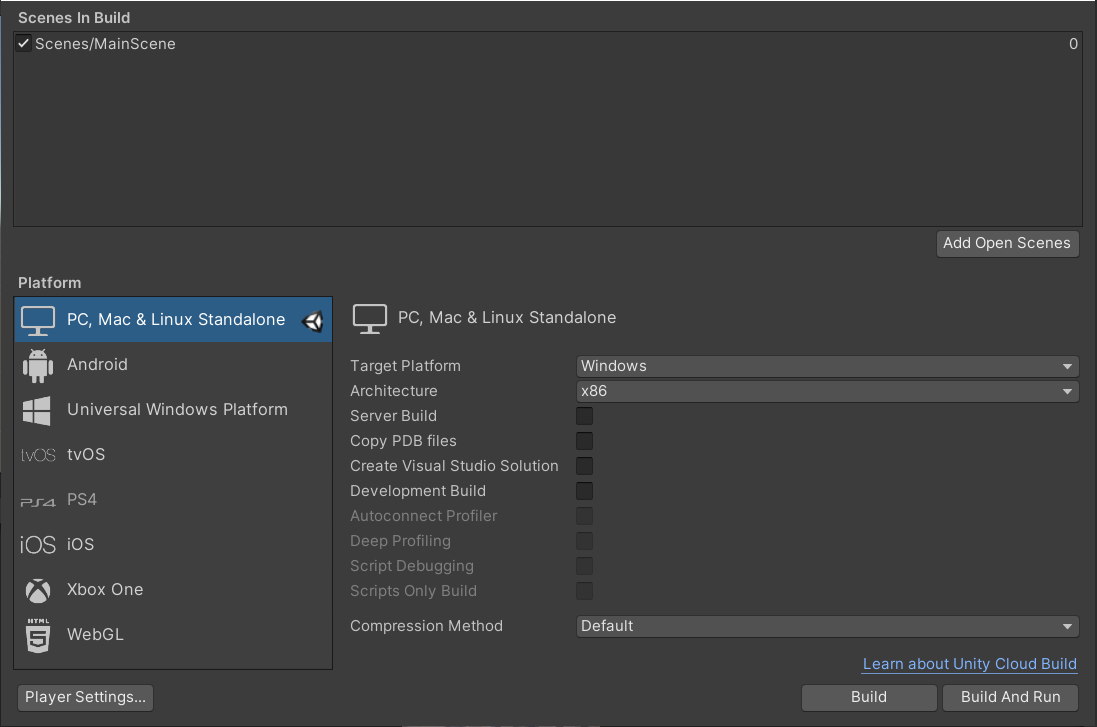 Scenes In Build
Scenes/MainScene 0
Add Open Scenes
Platform
PC, Mac & Linux Standalone
Android
Universal Windows Platform
tvOS tvOS
PS4 PS4
iOS iOS
Xbox One
HTML 5 WebGL
PC, Mac & Linux Standalone
Target Platform Windows
Architecture x86
Server Build
Copy PDB files
Create Visual Studio Solution
Development Build
Autoconnect Profiler
Deep Profiling
Script Debugging
Scripts Only Build
Compression Method Default
Learn about Unity Cloud Build
Player Settings... Build Build And Run